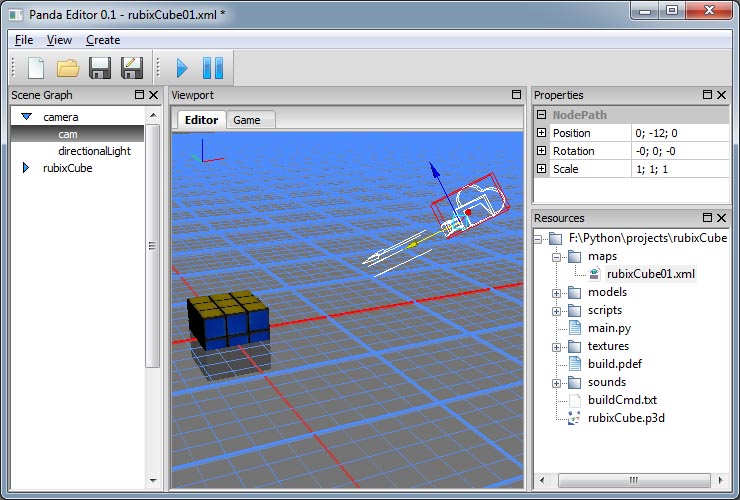 Panda Editor 0.1 - rubixCube01.xml *
File View Create
Scene Graph
camera
cam
directionalLight
rubixCube
Viewport
Editor Game
Properties
NodePath
Position 0; -12; 0
Rotation -0; 0; -0
Scale 1; 1; 1
Resources
F:\Python\projects\rubixCube
maps
rubixCube01.xml
models
scripts
main.py
textures
build.pdef
sounds
buildCmd.txt
rubixCube.p3d